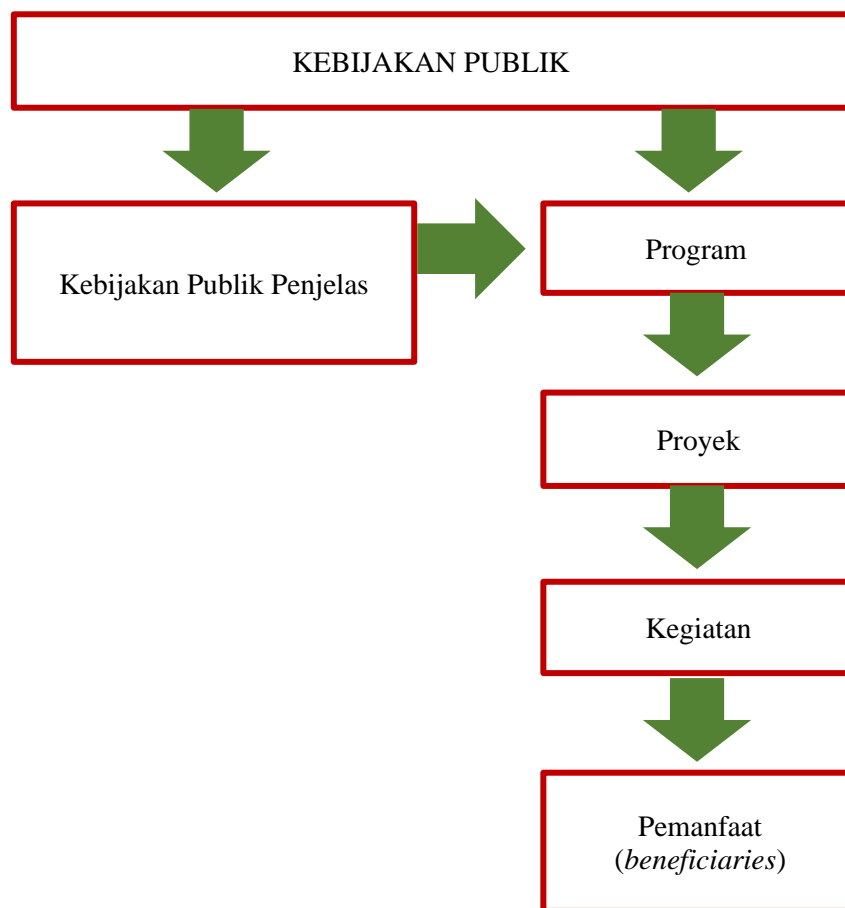 KEBIJAKAN PUBLIK
Kebijakan Publik Penjelas
Program
Proyek
Kegiatan
Pemanfaat
(beneficiaries)